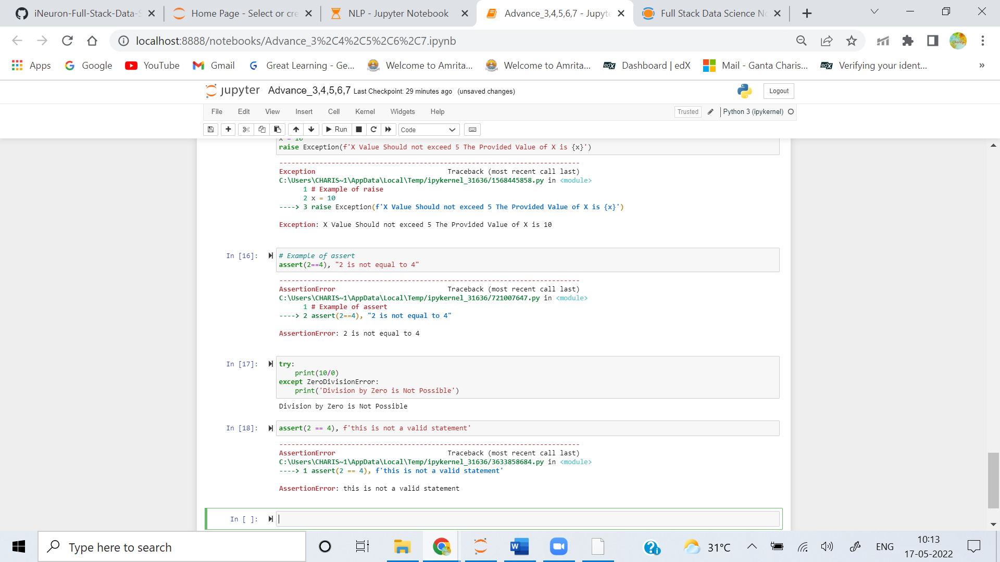 iNeuron-Full-Stack-Data-S
Home Page - Select or cre
NLP - Jupyter Notebook
Advance_3,4,5,6,7 - Jupyte
Full Stack Data Science No
localhost:8888/notebooks/Advance_3%2C4%2C5%2C6%2C7.ipynb
Apps
Google
YouTube
Gmail
Great Learning - Ge...
Welcome to Amrita...
Welcome to Amrita...
Dashboard | edX
Mail - Ganta Charis...
Verifying your ident...
»
jupyter Advance_3,4,5,6,7 Last Checkpoint: 29 minutes ago (unsaved changes)
Logout
File Edit View Insert Cell Kernel Widgets Help
Trusted
Python 3 (ipykernel)
Run
Code
x = 10
raise Exception(f'X Value Should not exceed 5 The Provided Value of X is {x}')
---------------------------------------------------------------------------
Exception Traceback (most recent call last)
C:\Users\CHARIS~1\AppData\Local\Temp/ipykernel_31636/1568445858.py in <module>
1 # Example of raise
2 x = 10
----> 3 raise Exception(f'X Value Should not exceed 5 The Provided Value of X is {x}')
Exception: X Value Should not exceed 5 The Provided Value of X is 10
In [16]:
# Example of assert
assert(2==4), "2 is not equal to 4"
---------------------------------------------------------------------------
AssertionError Traceback (most recent call last)
C:\Users\CHARIS~1\AppData\Local\Temp/ipykernel_31636/721007647.py in <module>
1 # Example of assert
----> 2 assert(2==4), "2 is not equal to 4"
AssertionError: 2 is not equal to 4
In [17]:
try:
print(10/0)
except ZeroDivisionError:
print('Division by Zero is Not Possible')
Division by Zero is Not Possible
In [18]:
assert(2 == 4), f'this is not a valid statement'
---------------------------------------------------------------------------
AssertionError Traceback (most recent call last)
C:\Users\CHARIS~1\AppData\Local\Temp/ipykernel_31636/3633858684.py in <module>
----> 1 assert(2 == 4), f'this is not a valid statement'
AssertionError: this is not a valid statement
In [ ]:
Type here to search
31°C
ENG
10:13
17-05-2022